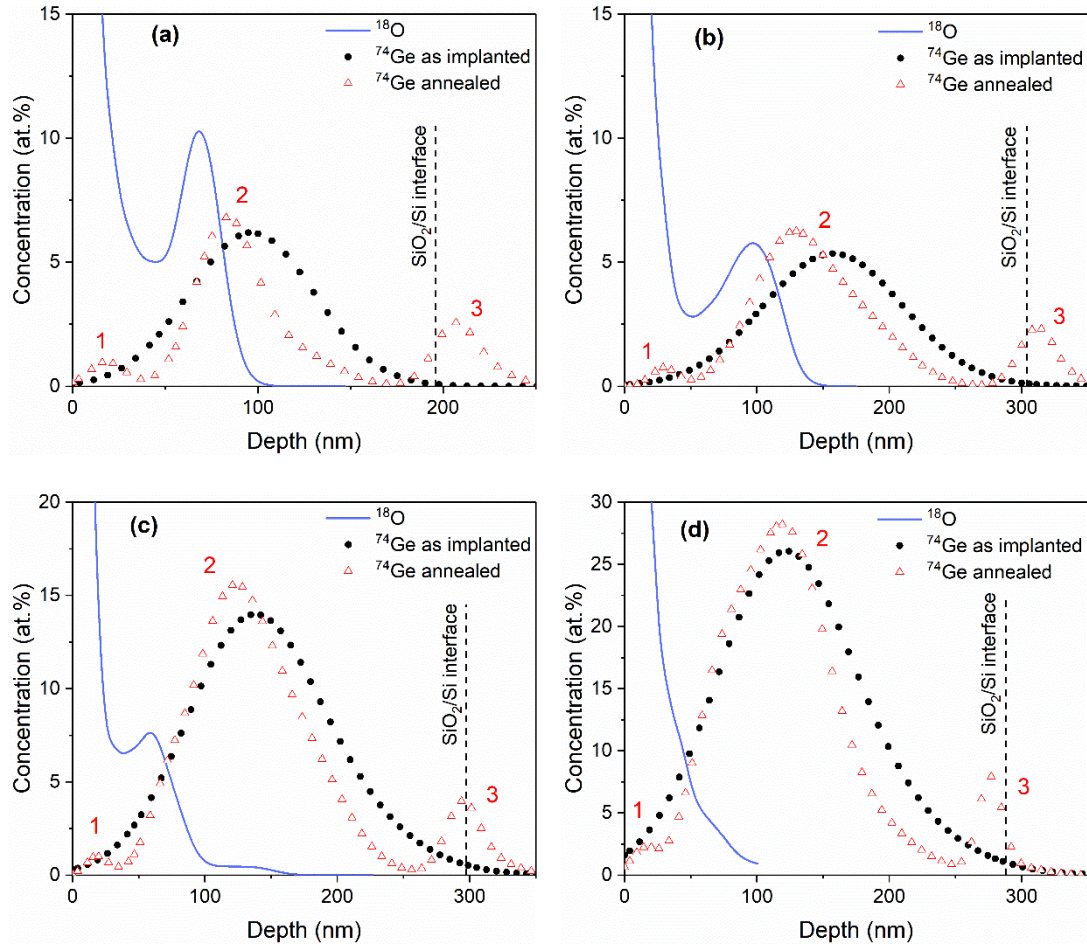 (a)
¹⁸O
⁷⁴Ge as implanted
⁷⁴Ge annealed
15
10
5
0
0
100
200
Concentration (at.%)
Depth (nm)
SiO₂/Si interface
1
2
3
(b)
¹⁸O
⁷⁴Ge as implanted
⁷⁴Ge annealed
15
10
5
0
0
100
200
300
Concentration (at.%)
Depth (nm)
SiO₂/Si interface
1
2
3
(c)
¹⁸O
⁷⁴Ge as implanted
⁷⁴Ge annealed
20
15
10
5
0
0
100
200
300
Concentration (at.%)
Depth (nm)
SiO₂/Si interface
1
2
3
(d)
¹⁸O
⁷⁴Ge as implanted
⁷⁴Ge annealed
30
25
20
15
10
5
0
0
100
200
300
Concentration (at.%)
Depth (nm)
SiO₂/Si interface
1
2
3